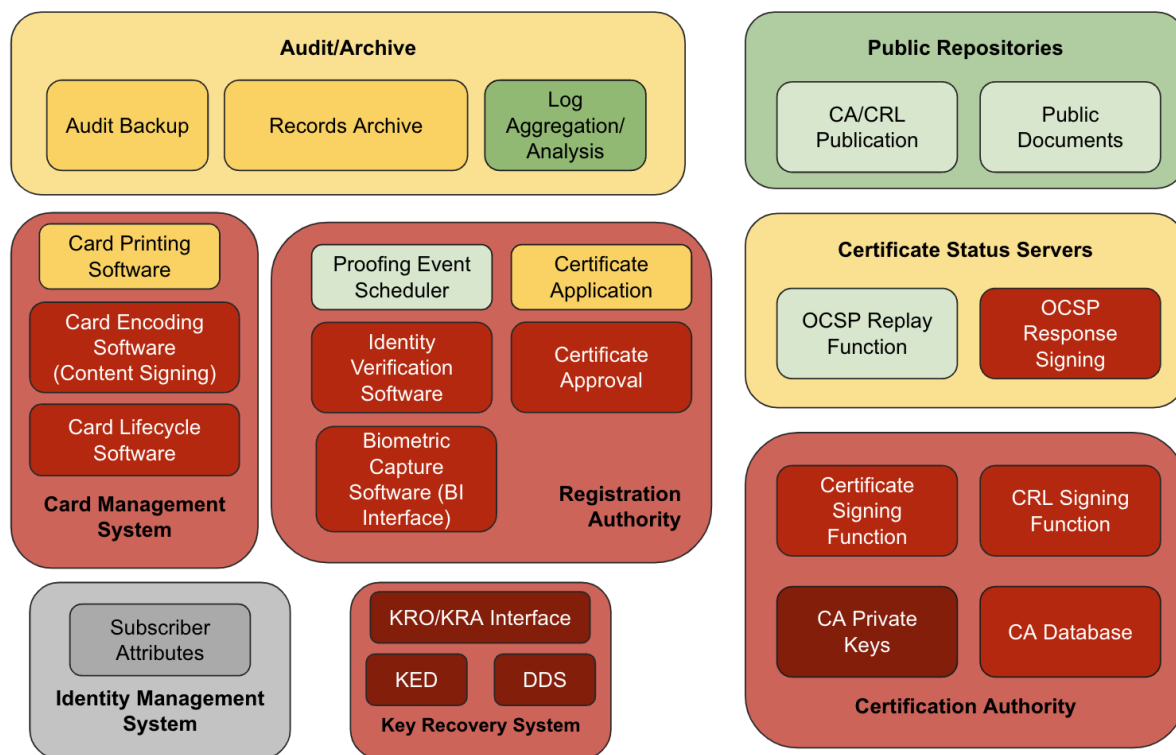 Audit/Archive
Audit Backup
Records Archive
Log
Aggregation/
Analysis
Public Repositories
CA/CRL
Publication
Public
Documents
Card Printing
Software
Card Encoding
Software
(Content Signing)
Card Lifecycle
Software
Card Management
System
Proofing Event
Scheduler
Certificate
Application
Identity
Verification
Software
Certificate
Approval
Biometric
Capture
Software (BI
Interface)
Registration
Authority
Certificate Status Servers
OCSP Replay
Function
OCSP
Response
Signing
Certificate
Signing
Function
CRL Signing
Function
CA Private
Keys
CA Database
Certification Authority
Subscriber
Attributes
Identity Management
System
KRO/KRA Interface
KED
DDS
Key Recovery System